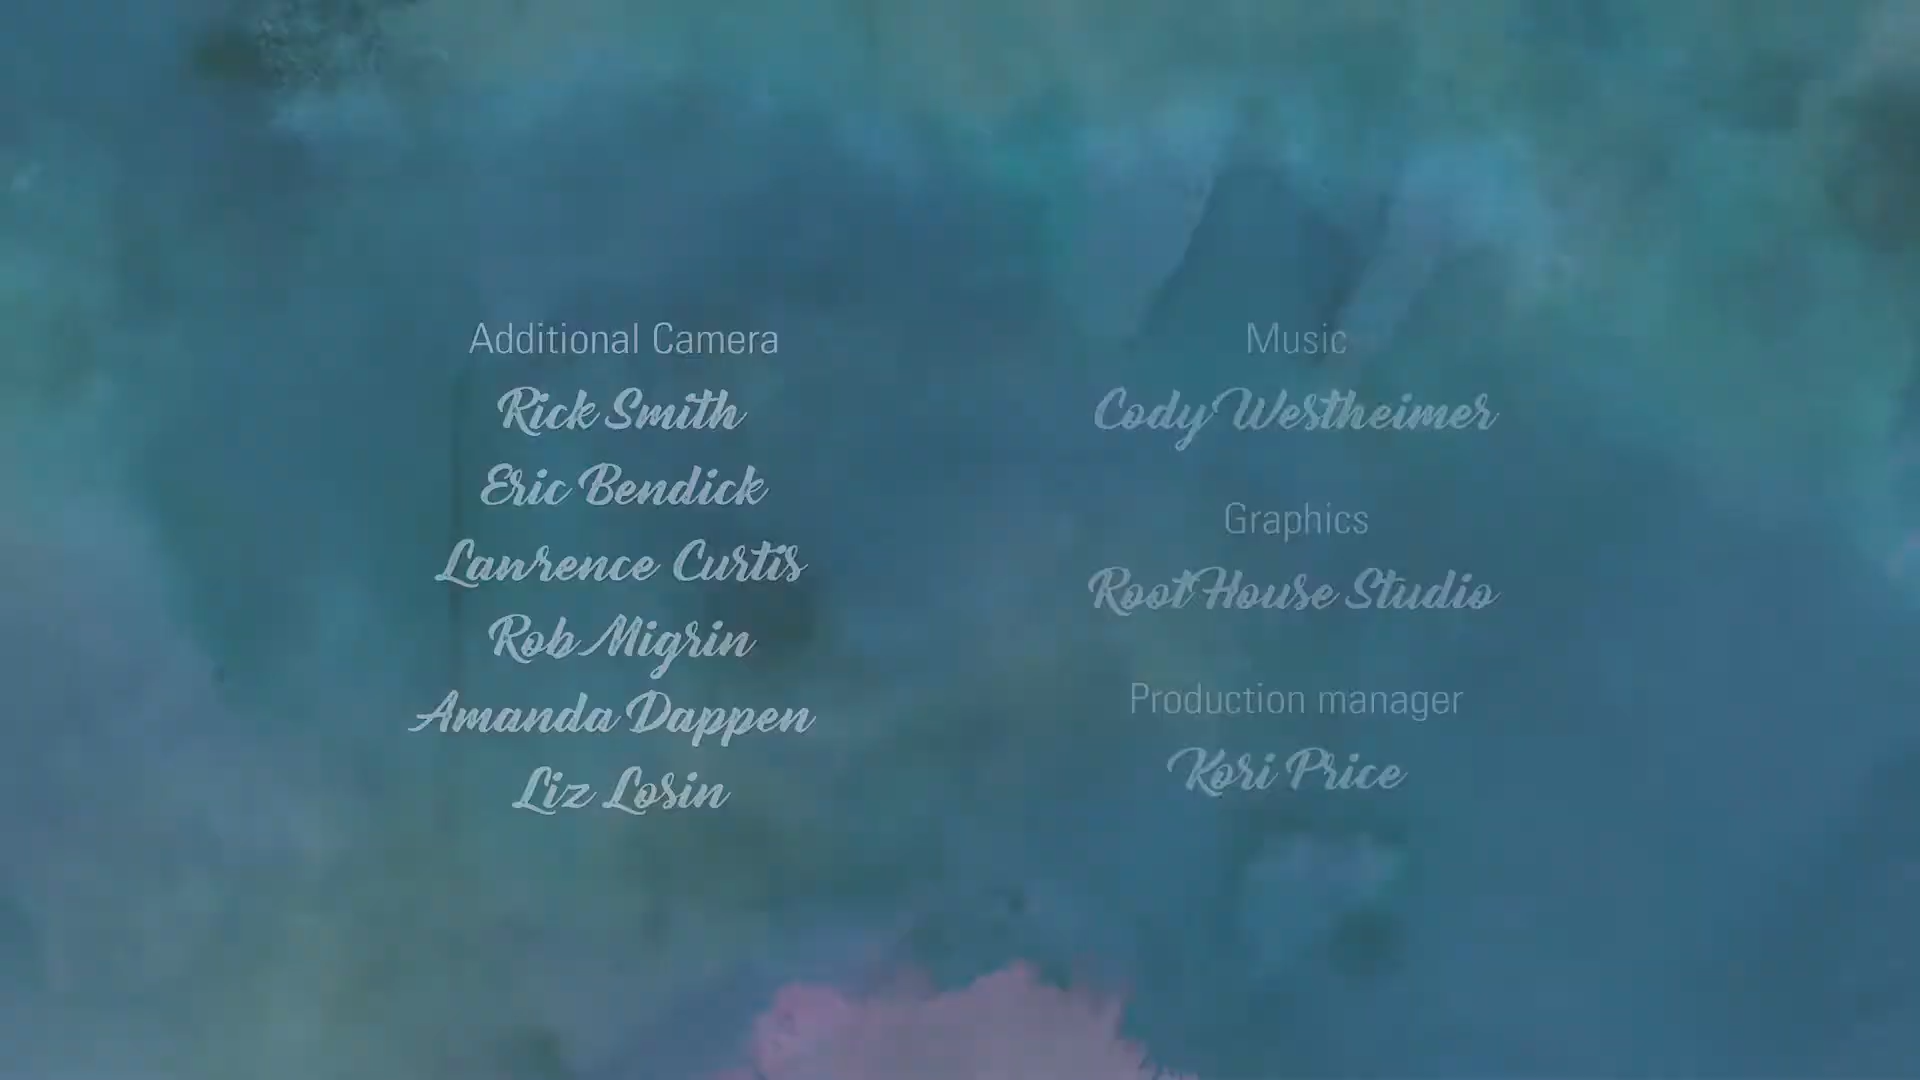 Additional Camera
Rick Smith
Eric Bendick
Lawrence Curtis
Rob Migrin
Amanda Dappen
Liz Losin
Music
Cody Westheimer
Graphics
Root House Studio
Production manager
Kori Price